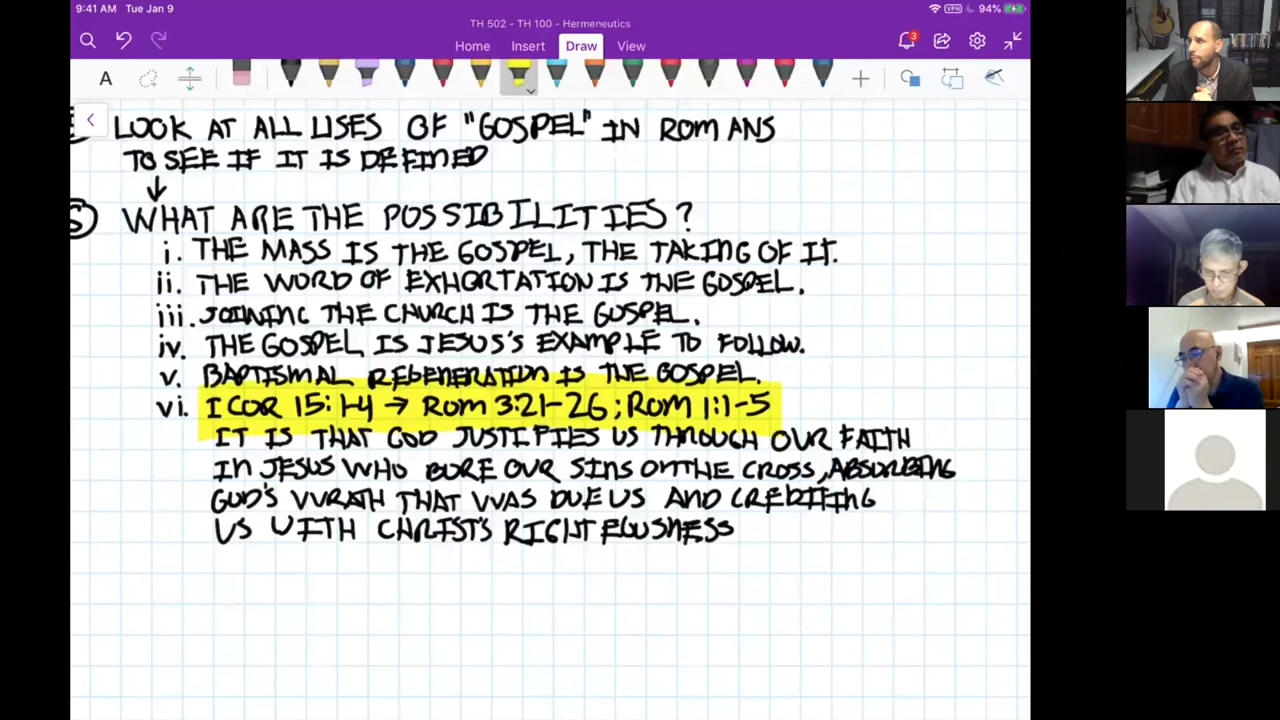 9:41 AM Tue Jan 9
VPN 94%
TH 502 - TH 100 - Hermeneutics
Home Insert Draw View
3
A
LOOK AT ALL USES OF "GOSPEL" IN ROMANS
TO SEE IF IT IS DEFINED
WHAT ARE THE POSSIBILITIES?
i. THE MASS IS THE GOSPEL, THE TAKING OF IT.
ii. THE WORD OF EXHORTATION IS THE GOSPEL.
iii. JOINING THE CHURCH IS THE GOSPEL.
iv. THE GOSPEL IS JESUS'S EXAMPLE TO FOLLOW.
v. BAPTISMAL REGENERATION IS THE GOSPEL.
vi. I COR 15:1-4 → Rom 3:21-26; Rom 1:1-5
IT IS THAT GOD JUSTIFIES US THROUGH OUR FAITH
IN JESUS WHO BORE OUR SINS ON THE CROSS, ABSORBING
GOD'S WRATH THAT WAS DUE US AND CREDITING
US WITH CHRIST'S RIGHTEOUSNESS